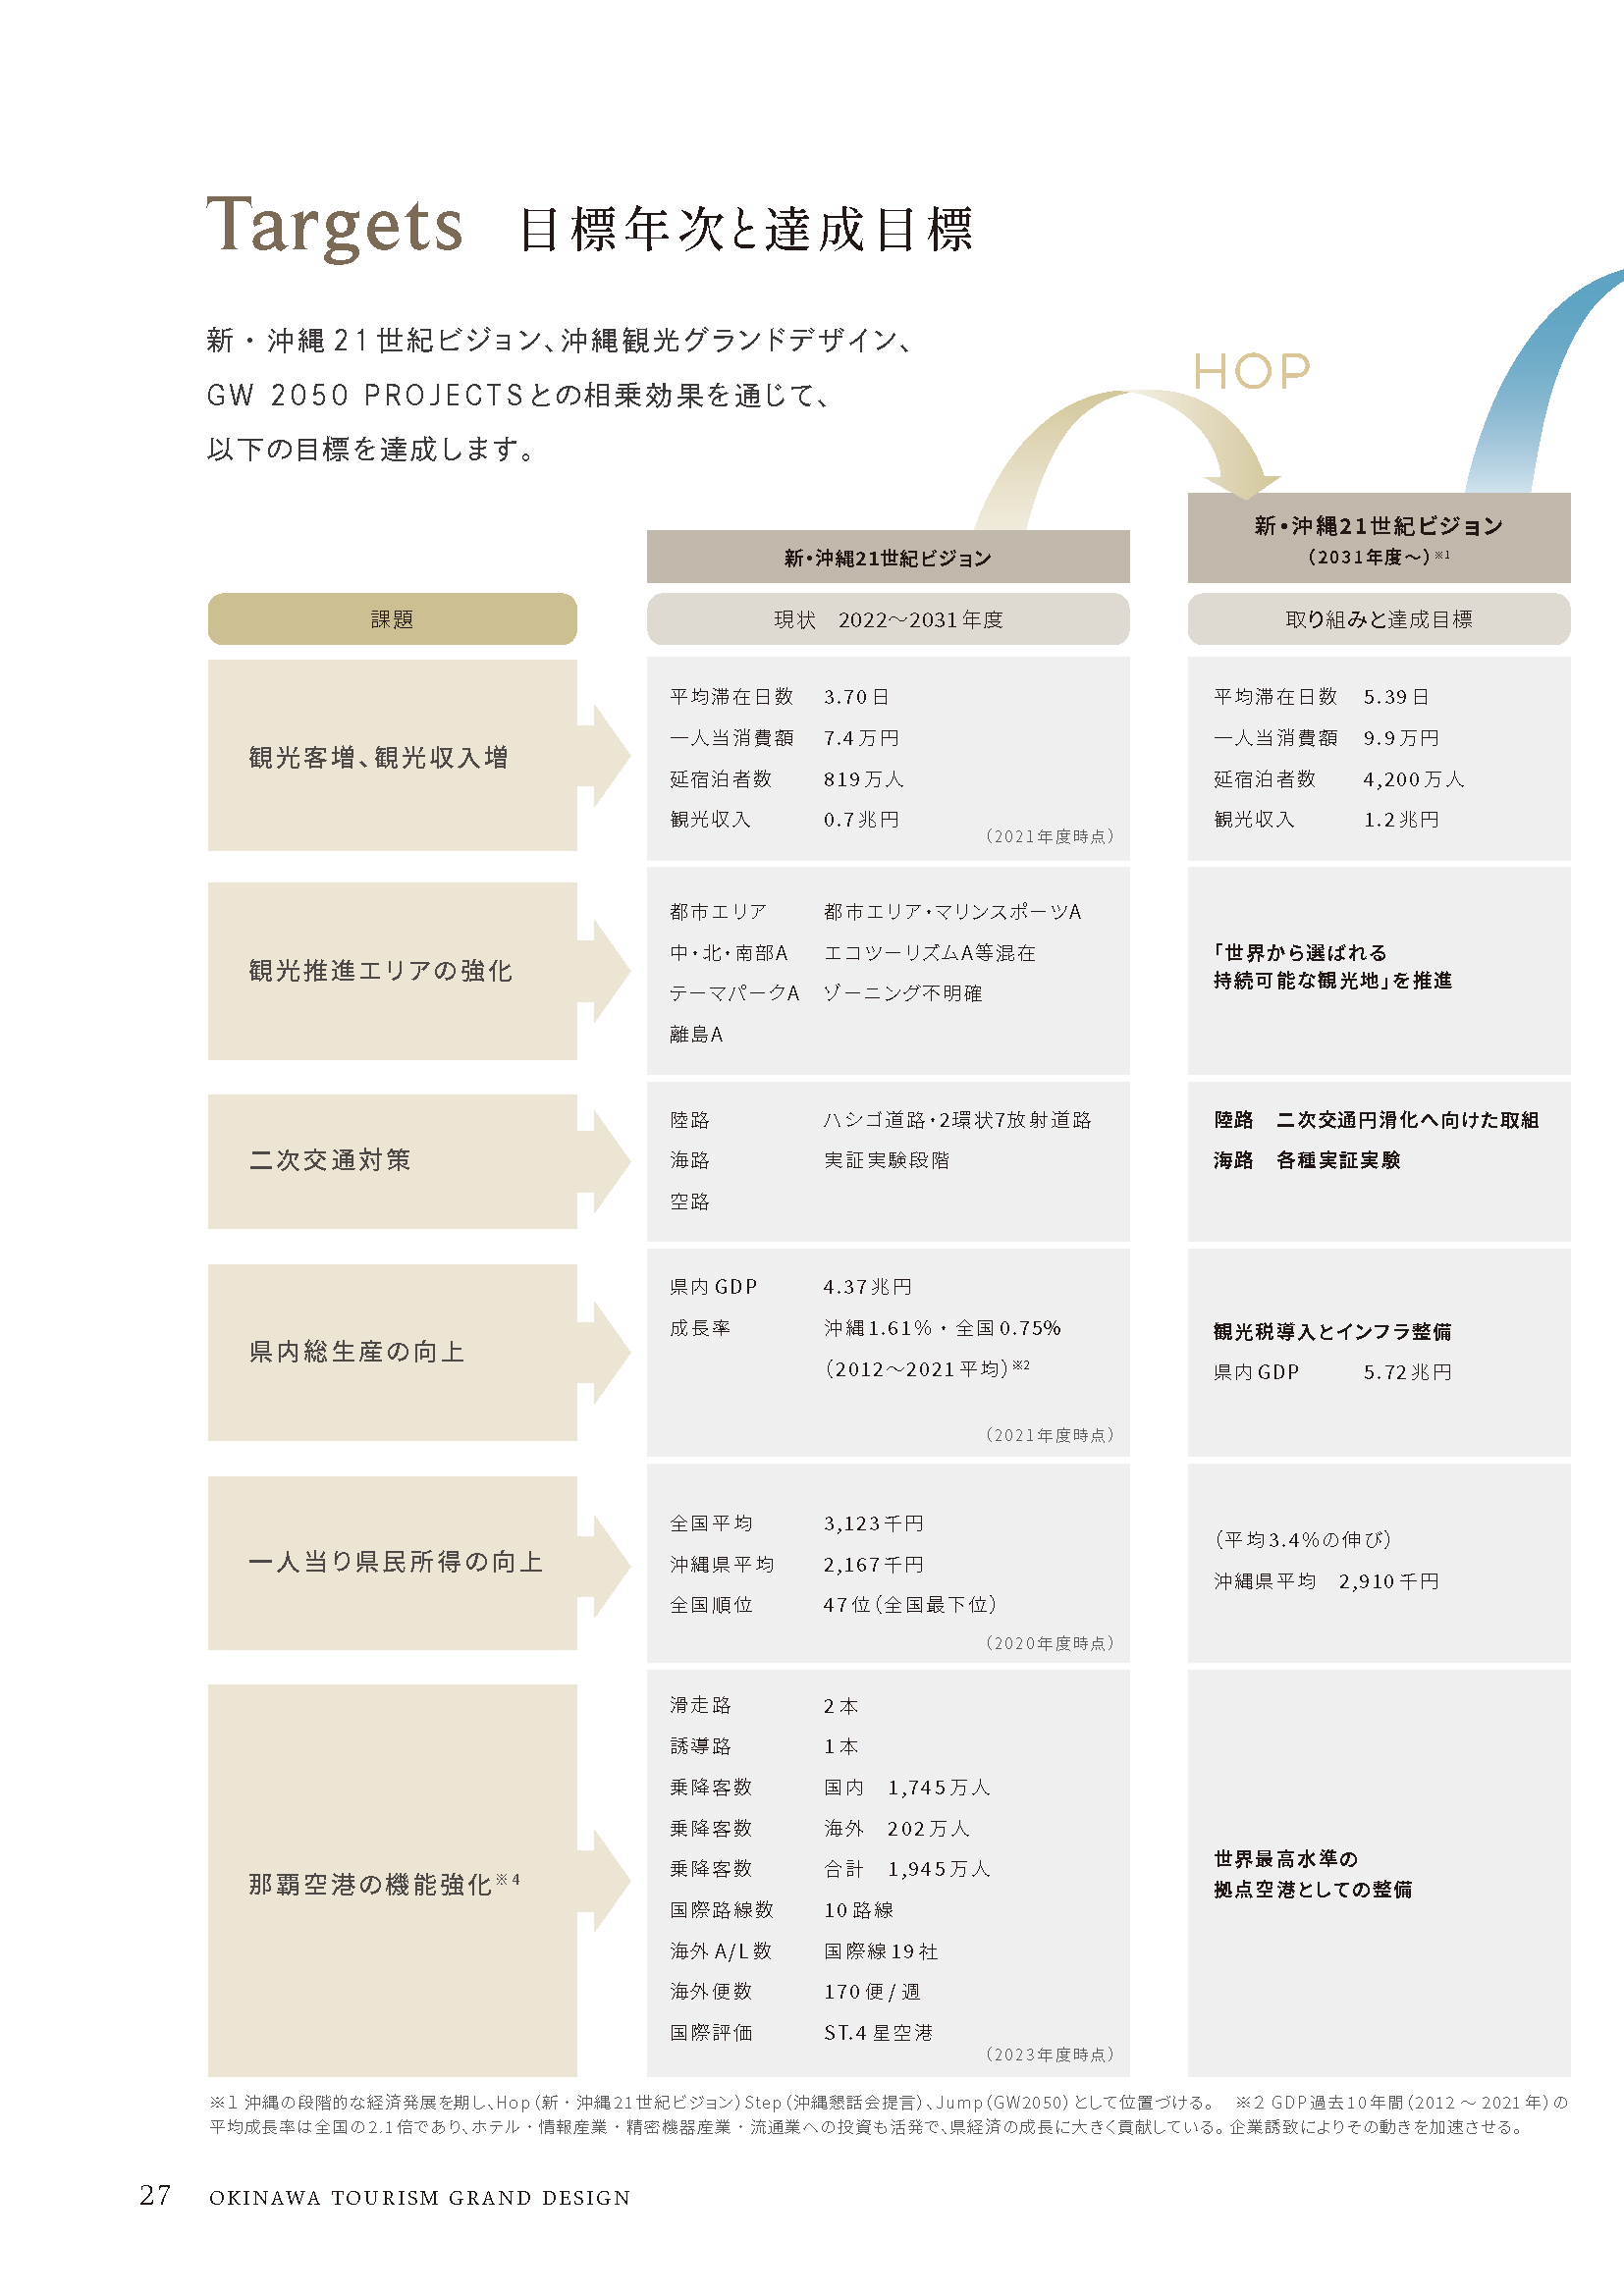 Targets 目標年次と達成目標
新・沖縄21世紀ビジョン、沖縄観光グランドデザイン、
GW 2050 PROJECTSとの相乗効果を通じて、
以下の目標を達成します。
HOP
新・沖縄21世紀ビジョン
新・沖縄21世紀ビジョン
（2031年度～）※1
課題
現状 2022～2031年度
取り組みと達成目標
観光客増、観光収入増
平均滞在日数 3.70日
一人当消費額 7.4万円
延宿泊者数 819万人
観光収入 0.7兆円
（2021年度時点）
平均滞在日数 5.39日
一人当消費額 9.9万円
延宿泊者数 4,200万人
観光収入 1.2兆円
観光推進エリアの強化
都市エリア 都市エリア・マリンスポーツA
中・北・南部A エコツーリズムA等混在
テーマパークA ゾーニング不明確
離島A
「世界から選ばれる
持続可能な観光地」を推進
二次交通対策
陸路 ハシゴ道路・2環状7放射道路
海路 実証実験段階
空路
陸路 二次交通円滑化へ向けた取組
海路 各種実証実験
県内総生産の向上
県内GDP 4.37兆円
成長率 沖縄1.61%・全国0.75%
（2012～2021平均）※2
（2021年度時点）
観光税導入とインフラ整備
県内GDP 5.72兆円
一人当り県民所得の向上
全国平均 3,123千円
沖縄県平均 2,167千円
全国順位 47位（全国最下位）
（2020年度時点）
（平均3.4%の伸び）
沖縄県平均 2,910千円
那覇空港の機能強化※4
滑走路 2本
誘導路 1本
乗降客数 国内 1,745万人
乗降客数 海外 202万人
乗降客数 合計 1,945万人
国際路線数 10路線
海外A/L数 国際線19社
海外便数 170便/週
国際評価 ST.4星空港
（2023年度時点）
世界最高水準の
拠点空港としての整備
※1 沖縄の段階的な経済発展を期し、Hop（新・沖縄21世紀ビジョン）Step（沖縄懇話会提言）、Jump（GW2050）として位置づける。 ※2 GDP過去10年間（2012～2021年）の
平均成長率は全国の2.1倍であり、ホテル・情報産業・精密機器産業・流通業への投資も活発で、県経済の成長に大きく貢献している。企業誘致によりその動きを加速させる。
27 OKINAWA TOURISM GRAND DESIGN